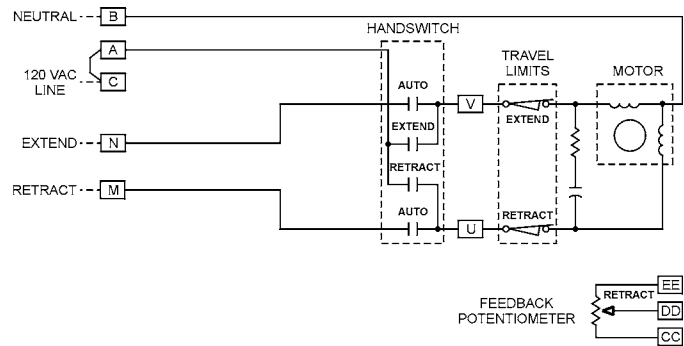 NEUTRAL B
HANDSWITCH
A
120 VAC
LINE
C
TRAVEL
LIMITS
MOTOR
AUTO
V
EXTEND
EXTEND
EXTEND N
RETRACT
RETRACT M
AUTO
U
RETRACT
FEEDBACK
POTENTIOMETER
RETRACT
EE
DD
CC